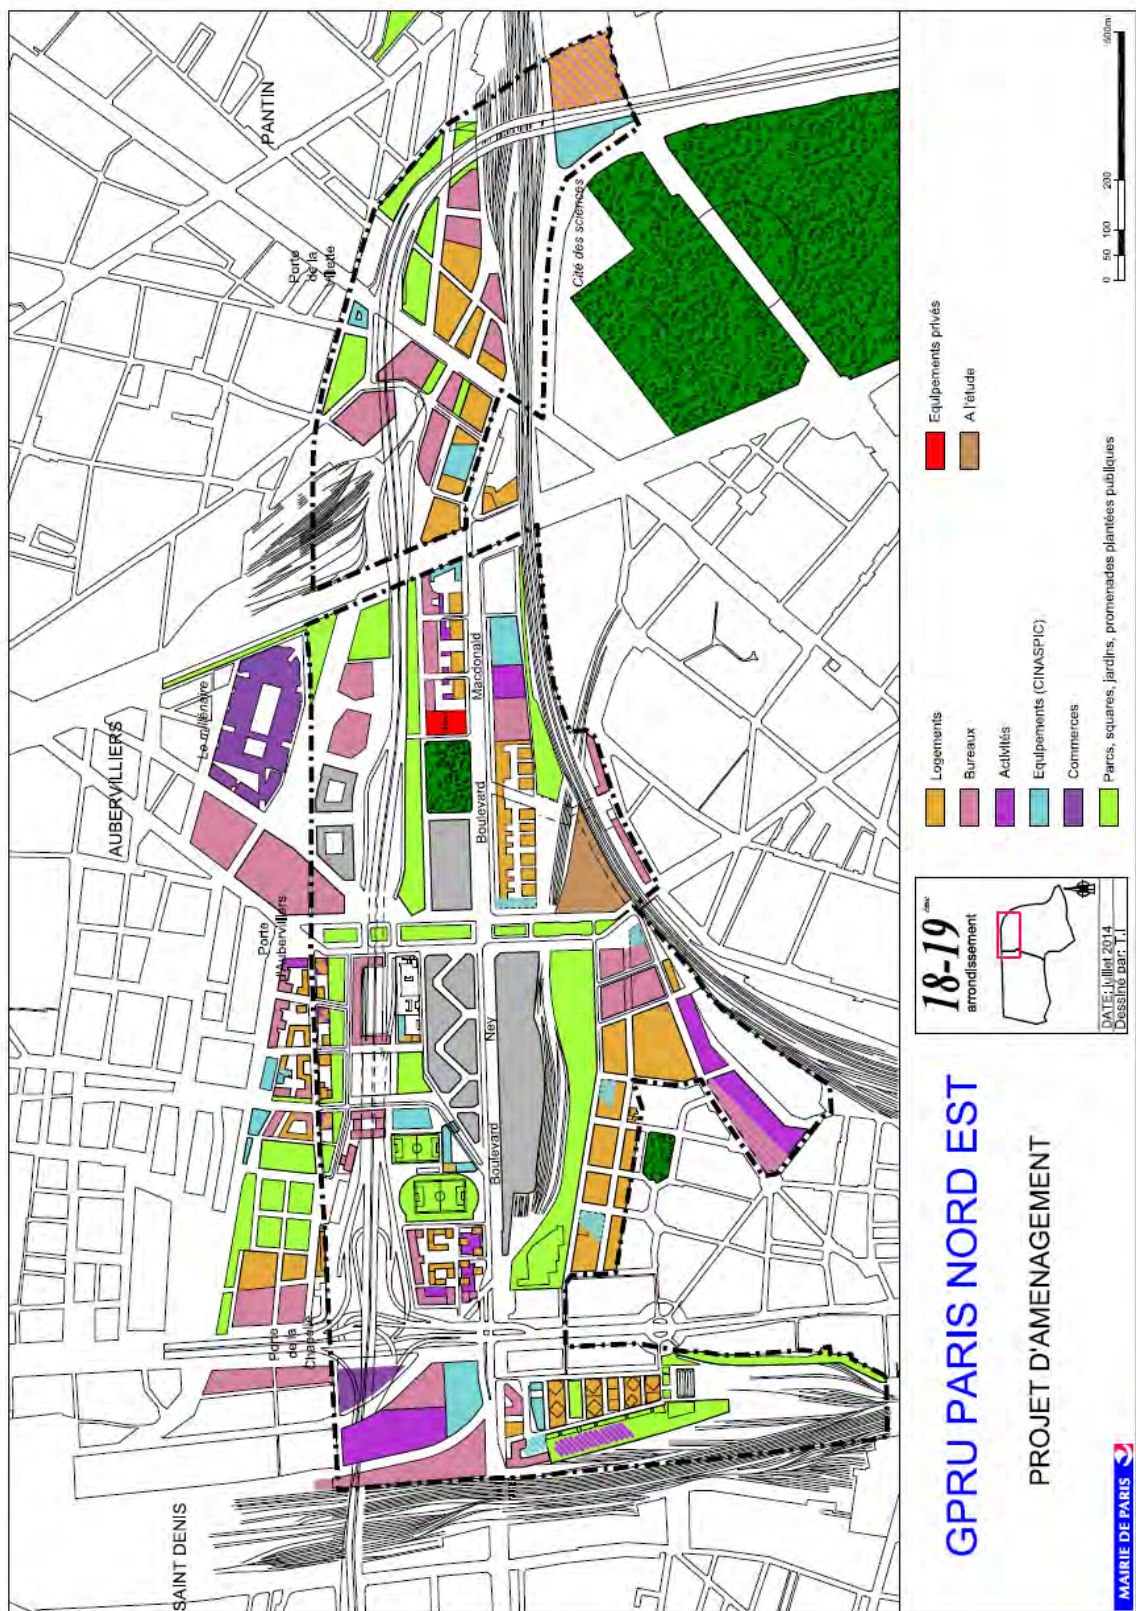 SAINT DENIS
AUBERVILLIERS
PANTIN
Porte
de la
Chapelle
Porte
d'Aubervilliers
Le millénaire
Porte
de la
Villette
Cité des sciences
Boulevard
Ney
Boulevard
Macdonald
GPRU PARIS NORD EST
PROJET D'AMENAGEMENT
MAIRIE DE PARIS
18-19 ème
arrondissement
DATE: juillet 2014
Dessiné par: T.I
Logements
Bureaux
Activités
Equipements (CINASPIC)
Commerces
Parcs, squares, jardins, promenades plantées publiques
Equipements privés
A l'étude
0 50 100 200 500m